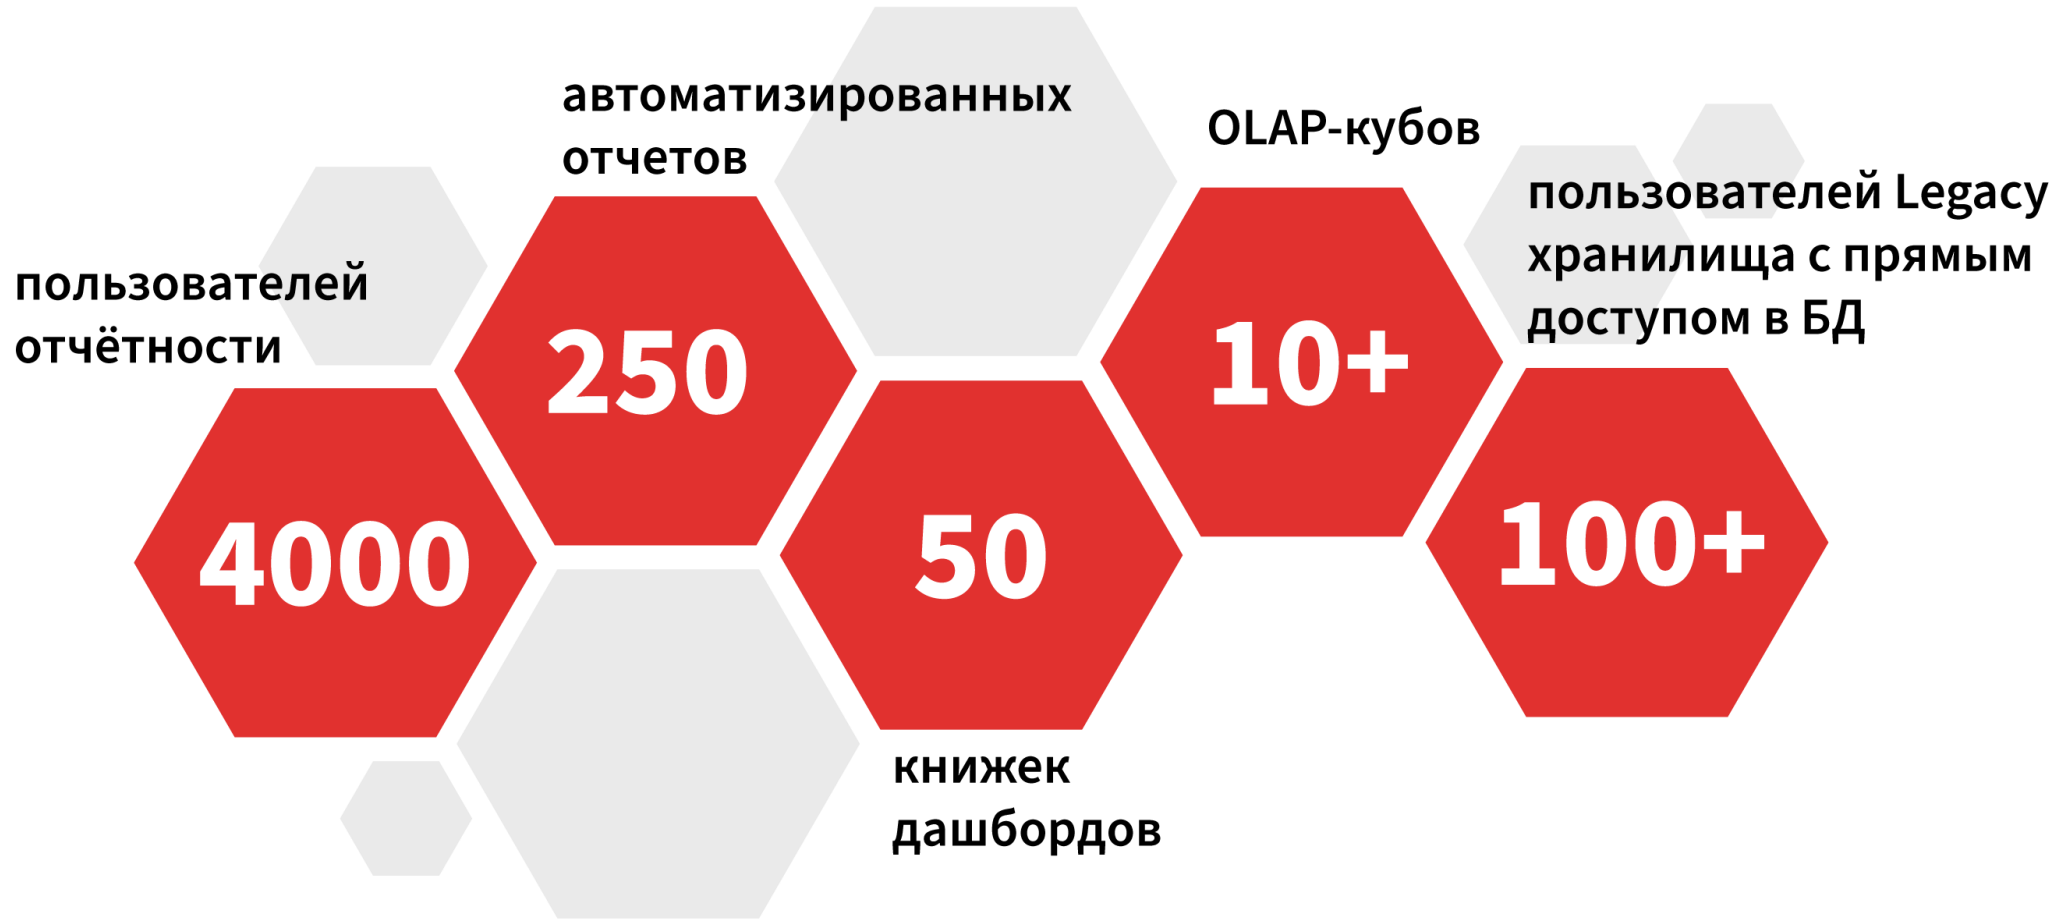 пользователей
отчётности
4000
автоматизированных
отчетов
250
50
книжек
дашбордов
OLAP-кубов
10+
пользователей Legacy
хранилища с прямым
доступом в БД
100+